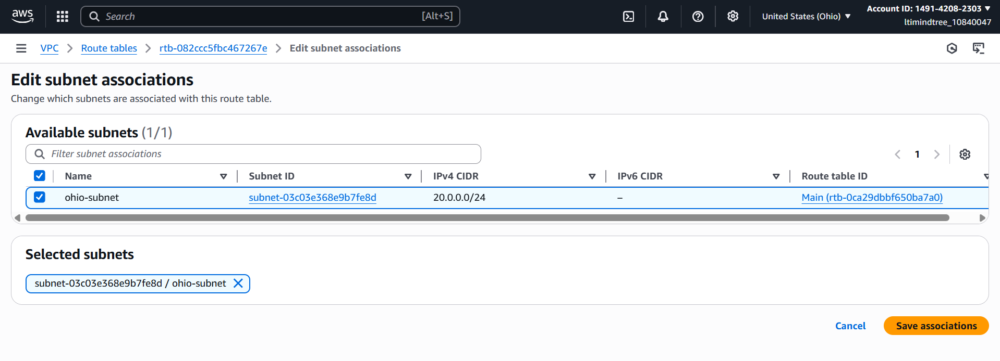 aws
Search [Alt+S]
United States (Ohio)
Account ID: 1491-4208-2303
ltimindtree_10840047
VPC > Route tables > rtb-082ccc5fbc467267e > Edit subnet associations
Edit subnet associations
Change which subnets are associated with this route table.
Available subnets (1/1)
Filter subnet associations
1
Name Subnet ID IPv4 CIDR IPv6 CIDR Route table ID
ohio-subnet subnet-03c03e368e9b7fe8d 20.0.0.0/24 – Main (rtb-0ca29dbbf650ba7a0)
Selected subnets
subnet-03c03e368e9b7fe8d / ohio-subnet
Cancel Save associations